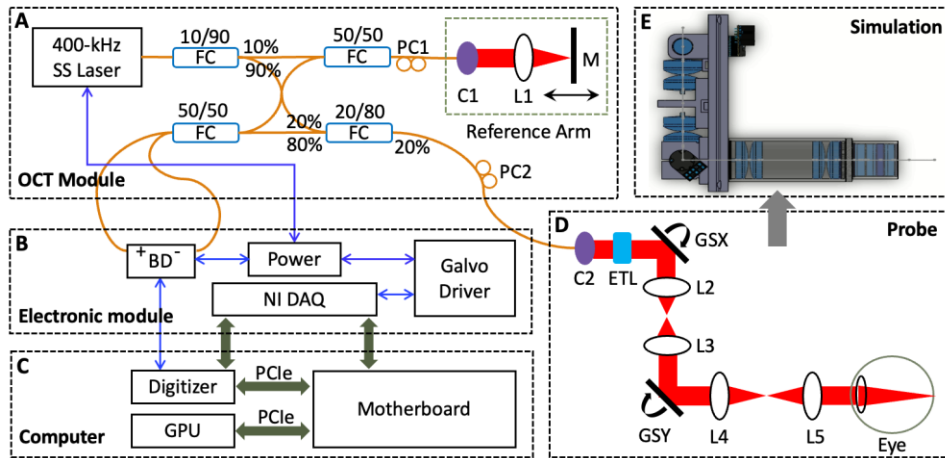 A
400-kHz
SS Laser
10/90
FC
10%
90%
50/50
FC
PC1
C1
L1
M
Reference Arm
50/50
FC
20%
80%
20/80
FC
20%
PC2
OCT Module
B
+BD-
Power
Galvo
Driver
NI DAQ
Electronic module
C
Digitizer
PCIe
GPU
PCIe
Motherboard
Computer
E
Simulation
D
Probe
C2
ETL
GSX
L2
L3
GSY
L4
L5
Eye